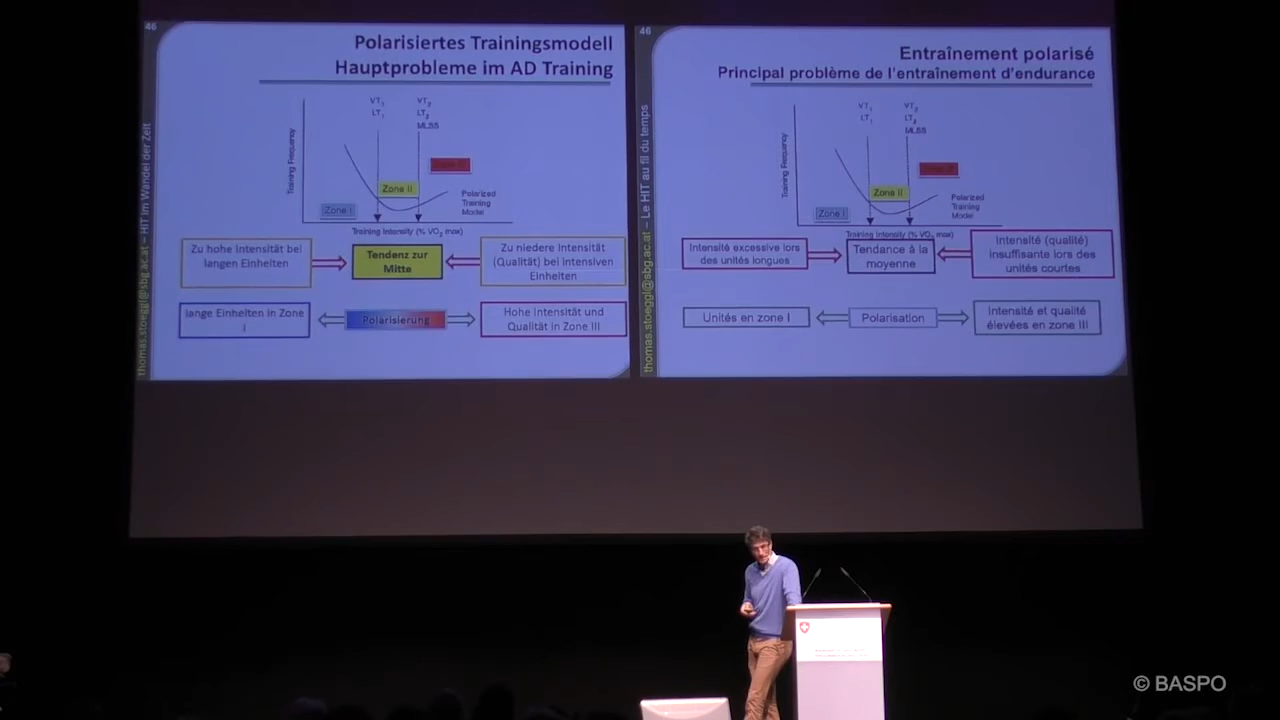 46
Polarisiertes Trainingsmodell
Hauptprobleme im AD Training
thomas.stoeggl@sbg.ac.at – HIT im Wandel der Zeit
Training Frequency
VT1
LT1
VT2
LT2
MLSS
Zone I
Zone II
Polarized
Training
Model
Training Intensity (% VO2 max)
Zu hohe Intensität bei
langen Einheiten
Tendenz zur
Mitte
Zu niedere Intensität
(Qualität) bei intensiven
Einheiten
lange Einheiten in Zone
I
Polarisierung
Hohe Intensität und
Qualität in Zone III
46
Entraînement polarisé
Principal problème de l'entraînement d'endurance
thomas.stoeggl@sbg.ac.at – Le HIT au fil du temps
Training Frequency
VT1
LT1
VT2
LT2
MLSS
Zone I
Zone II
Polarized
Training
Model
Training Intensity (% VO2 max)
Intensité excessive lors
des unités longues
Tendance à la
moyenne
Intensité (qualité)
insuffisante lors des
unités courtes
Unités en zone I
Polarisation
Intensité et qualité
élevées en zone III
© BASPO